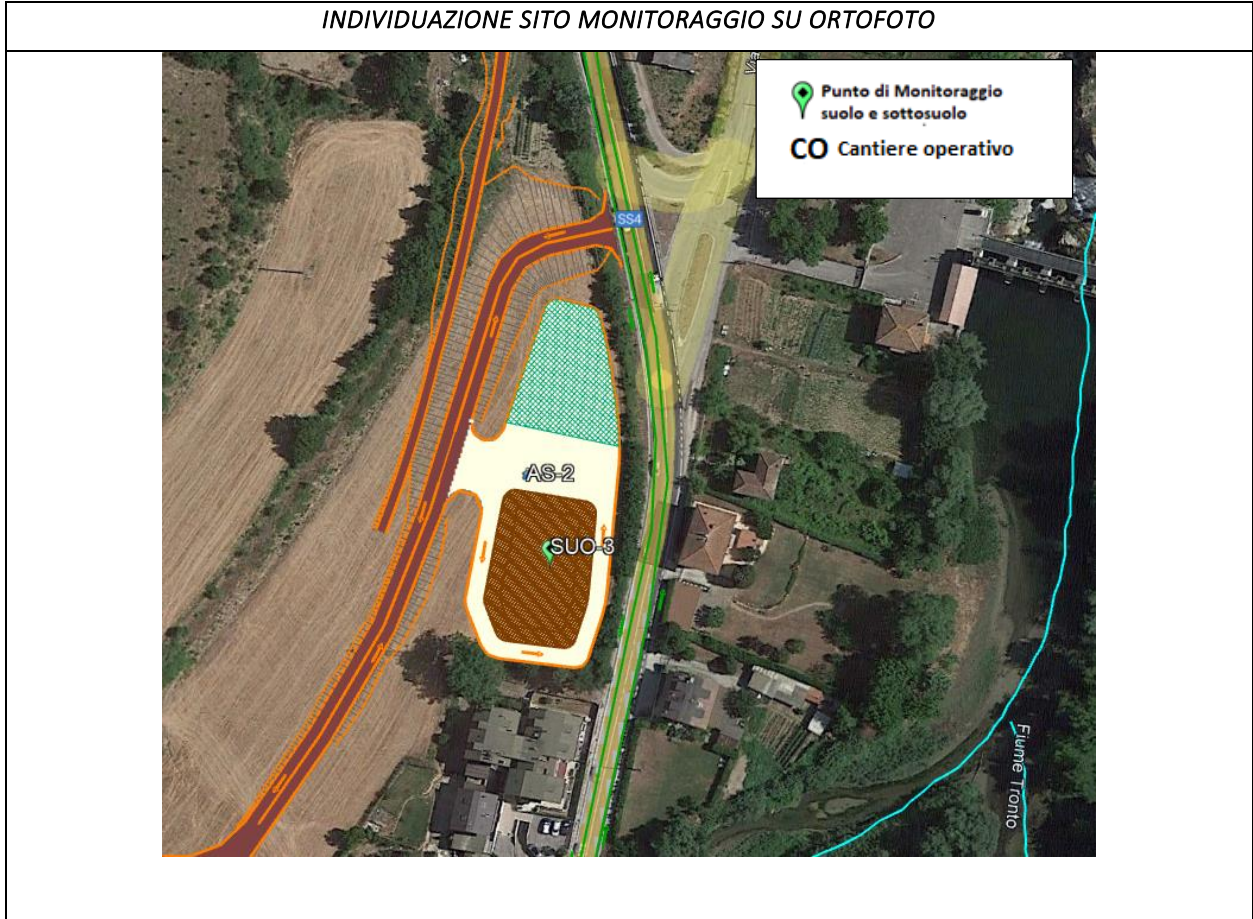 INDIVIDUAZIONE SITO MONITORAGGIO SU ORTOFOTO
Punto di Monitoraggio
suolo e sottosuolo
CO Cantiere operativo
SS4
AS-2
SUO-3
Fiume Tronto